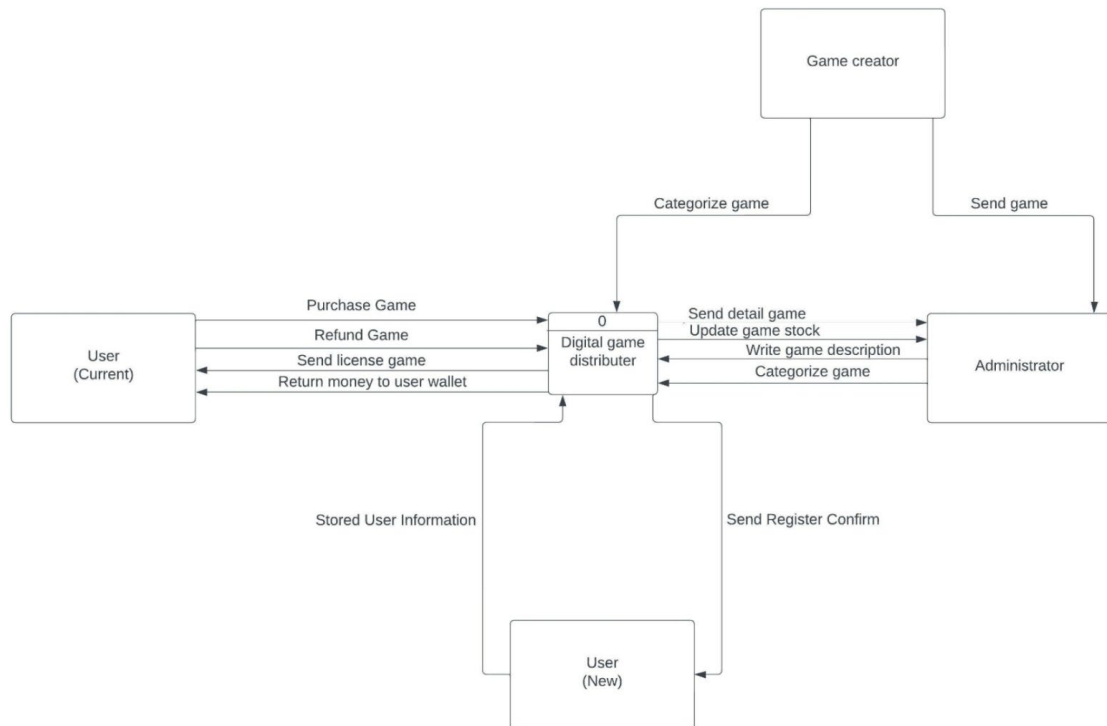 Game creator
Categorize game
Send game
Purchase Game
Refund Game
Send license game
Return money to user wallet
User
(Current)
0
Digital game
distributer
Send detail game
Update game stock
Write game description
Categorize game
Administrator
Stored User Information
Send Register Confirm
User
(New)